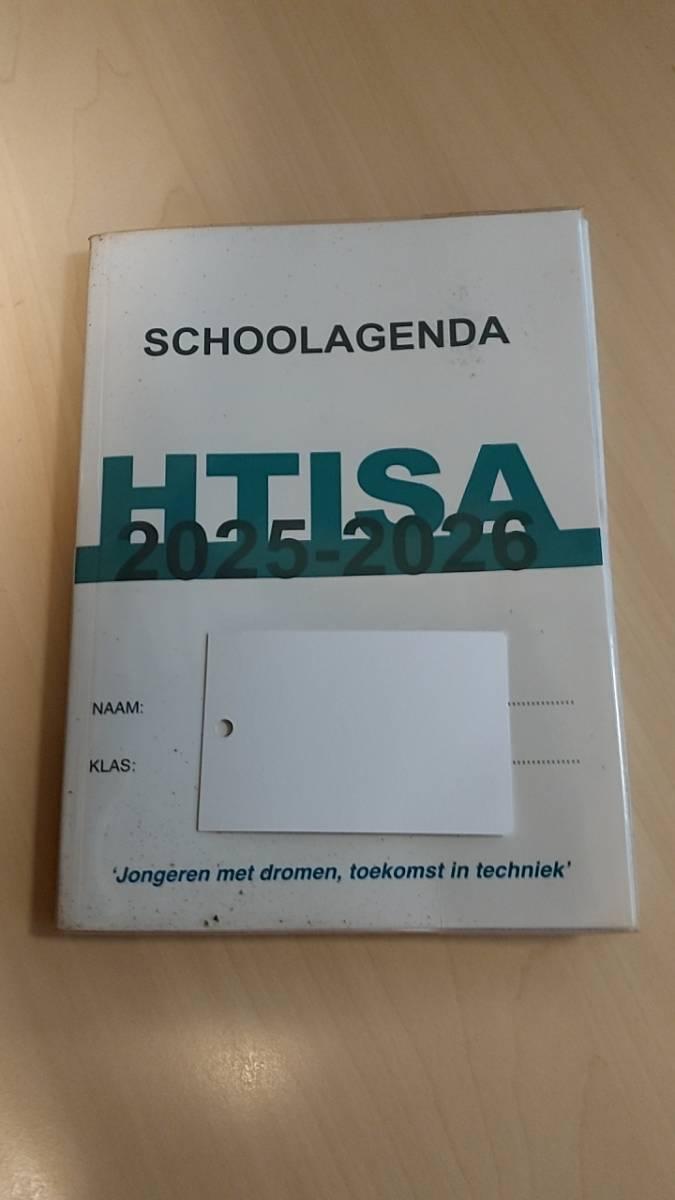 SCHOOLAGENDA
HTISA
2025-2026
NAAM:
KLAS:
'Jongeren met dromen, toekomst in techniek'